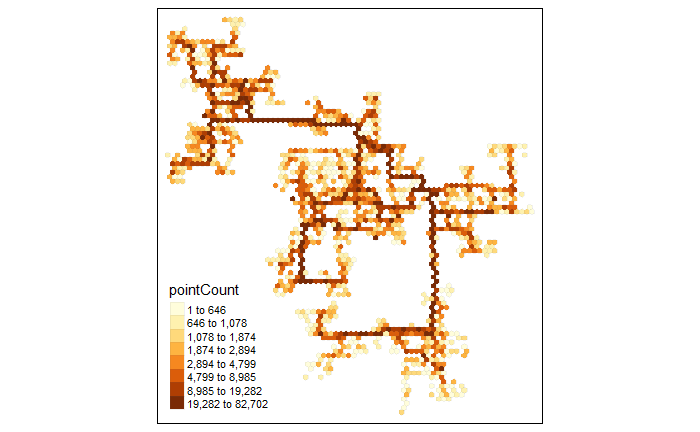 pointCount
1 to 646
646 to 1,078
1,078 to 1,874
1,874 to 2,894
2,894 to 4,799
4,799 to 8,985
8,985 to 19,282
19,282 to 82,702